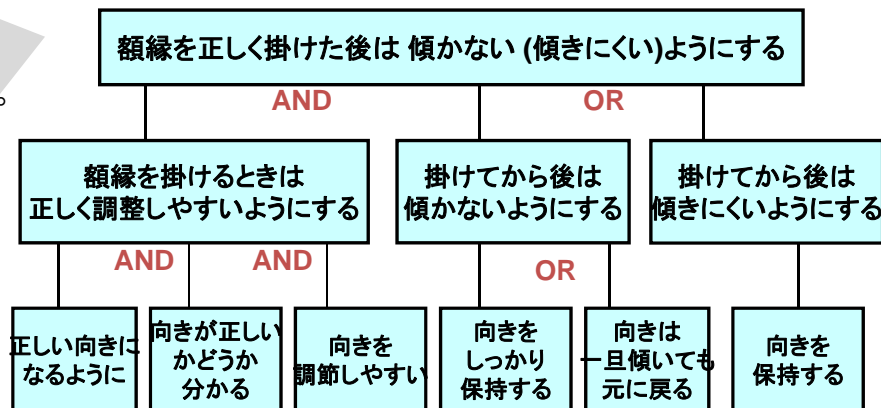 額縁を正しく掛けた後は 傾かない (傾きにくい)ようにする
AND
OR
額縁を掛けるときは
正しく調整しやすいようにする
掛けてから後は
傾かないようにする
掛けてから後は
傾きにくいようにする
AND
AND
OR
正しい向きに
なるように
向きが正しい
かどうか
分かる
向きを
調節しやすい
向きを
しっかり
保持する
向きは
一旦傾いても
元に戻る
向きを
保持する